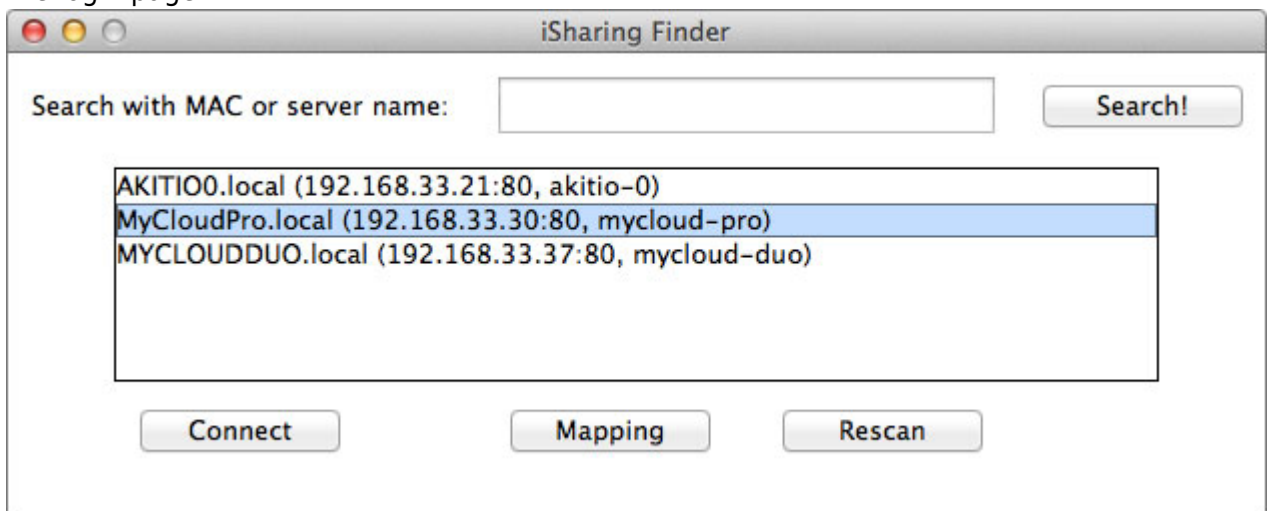 iSharing Finder
Search with MAC or server name:
Search!
AKITIO0.local (192.168.33.21:80, akitio-0)
MyCloudPro.local (192.168.33.30:80, mycloud-pro)
MYCLOUDDUO.local (192.168.33.37:80, mycloud-duo)
Connect
Mapping
Rescan